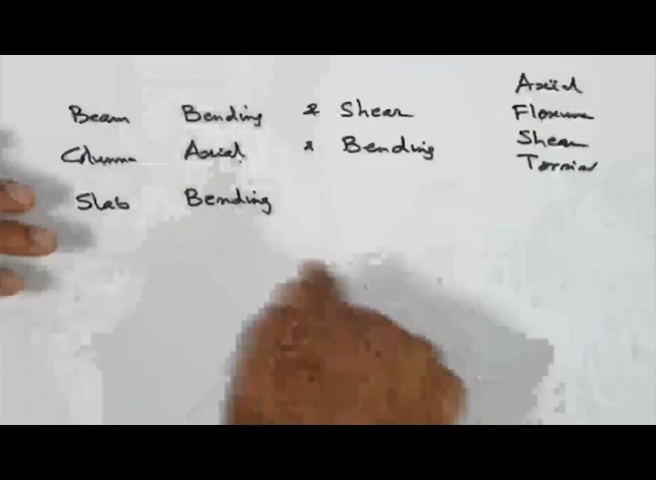 Axial
Beam Bending & Shear Flexure
Column Axial & Bending Shear
Torsion
Slab Bending